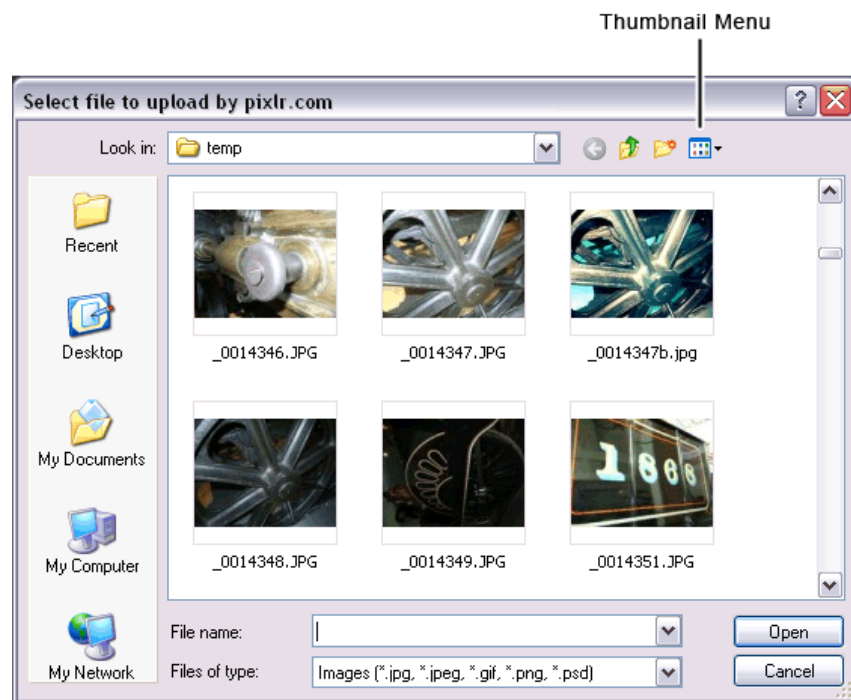 Thumbnail Menu
Select file to upload by pixlr.com
Look in:
temp
Recent
Desktop
My Documents
My Computer
My Network
_0014346.JPG
_0014347.JPG
_0014347b.jpg
1868
_0014348.JPG
_0014349.JPG
_0014351.JPG
File name:
Open
Files of type:
Images (*.jpg, *.jpeg, *.gif, *.png, *.psd)
Cancel